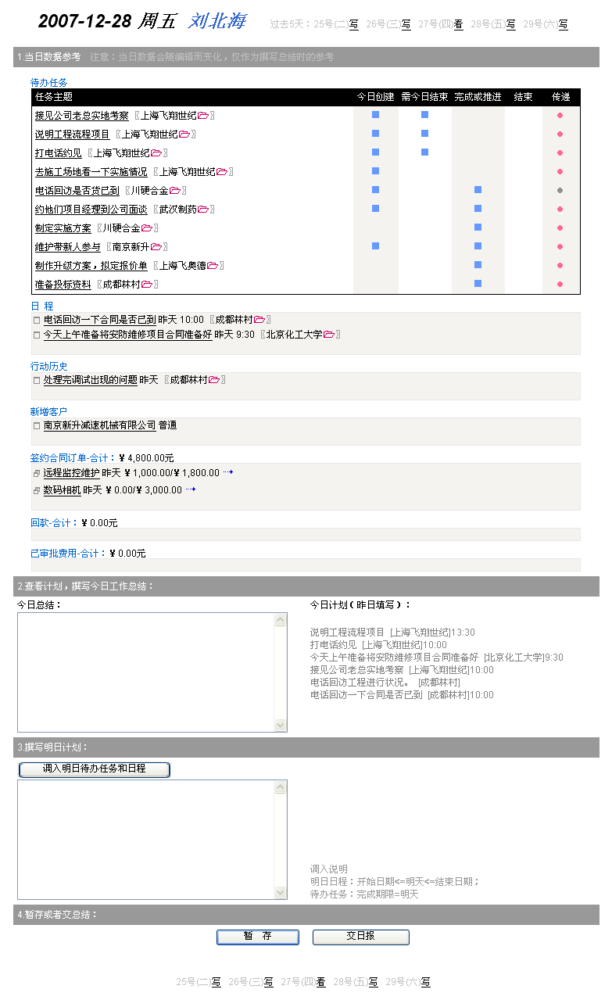 2007-12-28 周五 刘北海 过去5天：25号(二)写 26号(三)写 27号(四)看 28号(五)写 29号(六)写
1.当日数据参考 注意：当日数据会随编辑而变化，仅作为撰写总结时的参考
待办任务
任务主题 今日创建 需今日结束 完成或推进 结束 传递
接见公司老总实地考察 〖上海飞翔世纪〗
说明工程流程项目 〖上海飞翔世纪〗
打电话约见 〖上海飞翔世纪〗
去施工场地看一下实施情况 〖上海飞翔世纪〗
电话回访是否货已到 〖川硬合金〗
约他们项目经理到公司面谈 〖武汉制药〗
制定实施方案 〖川硬合金〗
维护带新人参与 〖南京新升〗
制作升级方案，拟定报价单 〖上海飞奥德〗
准备投标资料 〖成都林村〗
日 程
电话回访一下合同是否已到 昨天 10:00 〖成都林村〗
今天上午准备将安防维修项目合同准备好 昨天 9:30 〖北京化工大学〗
行动历史
处理完调试出现的问题 昨天 〖成都林村〗
新增客户
南京新升减速机械有限公司 普通
签约合同订单-合计：¥ 4,800.00元
远程监控维护 昨天 ¥ 1,000.00/¥ 1,800.00
数码相机 昨天 ¥ 0.00/¥ 3,000.00
回款-合计：¥ 0.00元
已审批费用-合计：¥ 0.00元
2.查看计划，撰写今日工作总结：
今日总结： 今日计划（昨日填写）：
说明工程流程项目 [上海飞翔世纪]13:30
打电话约见 [上海飞翔世纪]10:00
今天上午准备将安防维修项目合同准备好 [北京化工大学]9:30
接见公司老总实地考察 [上海飞翔世纪]10:00
电话回访工程进行状况。 [成都林村]
电话回访一下合同是否已到 [成都林村]10:00
3.撰写明日计划：
调入明日待办任务和日程
调入说明
明日日程：开始日期<=明天<=结束日期；
待办任务：完成期限=明天
4.暂存或者交总结：
暂 存 交日报
25号(二)写 26号(三)写 27号(四)看 28号(五)写 29号(六)写